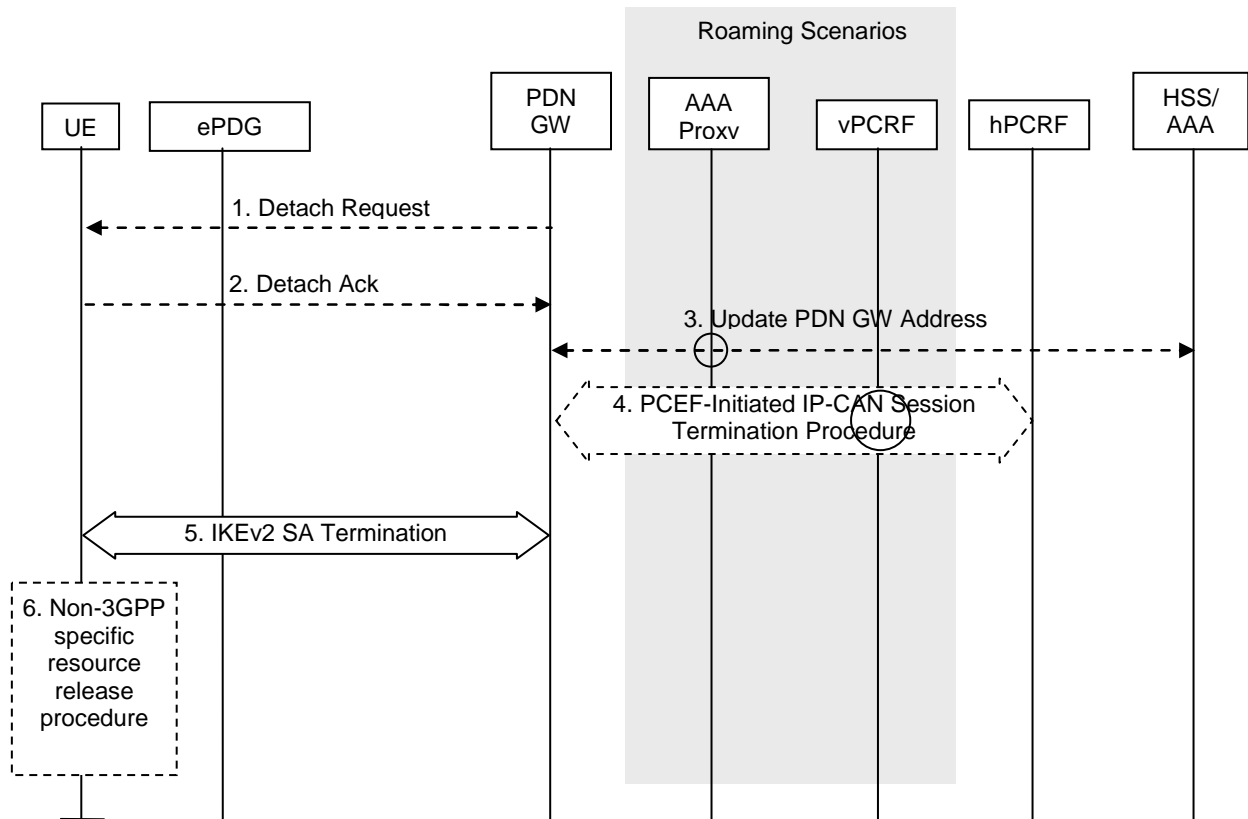 Roaming Scenarios
UE
ePDG
PDN
GW
AAA
Proxv
vPCRF
hPCRF
HSS/
AAA
1. Detach Request
2. Detach Ack
3. Update PDN GW Address
4. PCEF-Initiated IP-CAN Session
Termination Procedure
5. IKEv2 SA Termination
6. Non-3GPP
specific
resource
release
procedure